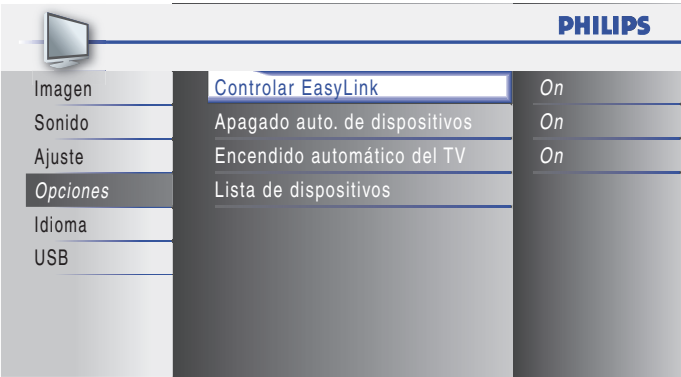 PHILIPS
Imagen
Sonido
Ajuste
Opciones
Idioma
USB
Controlar EasyLink
Apagado auto. de dispositivos
Encendido automático del TV
Lista de dispositivos
On
On
On